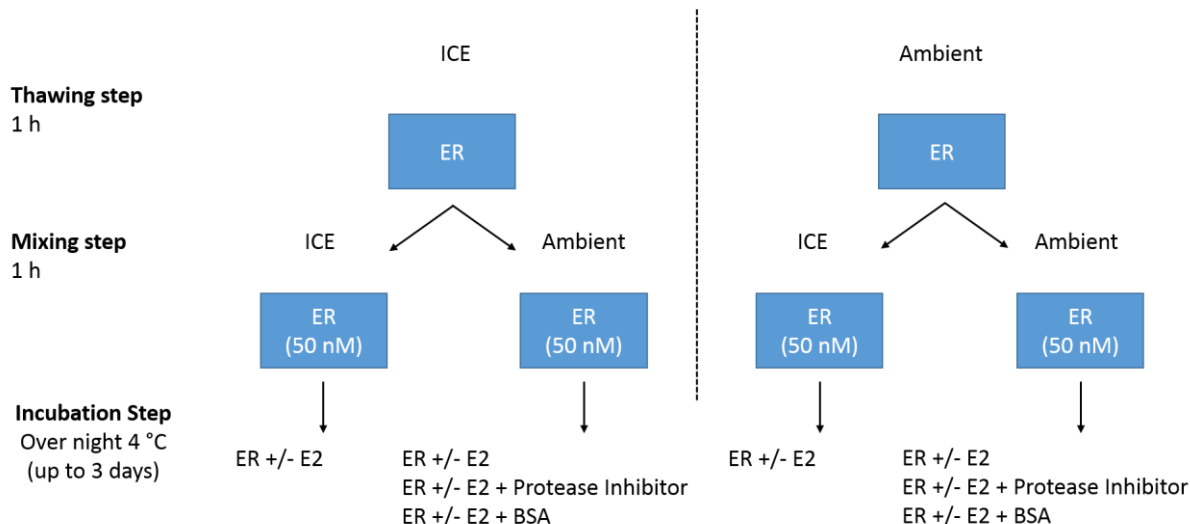 ICE
Ambient
Thawing step
1 h
ER
ER
Mixing step
1 h
ICE
Ambient
ICE
Ambient
ER
(50 nM)
ER
(50 nM)
ER
(50 nM)
ER
(50 nM)
Incubation Step
Over night 4 °C
(up to 3 days)
ER +/- E2
ER +/- E2
ER +/- E2 + Protease Inhibitor
ER +/- E2 + BSA
ER +/- E2
ER +/- E2
ER +/- E2 + Protease Inhibitor
ER +/- E2 + BSA